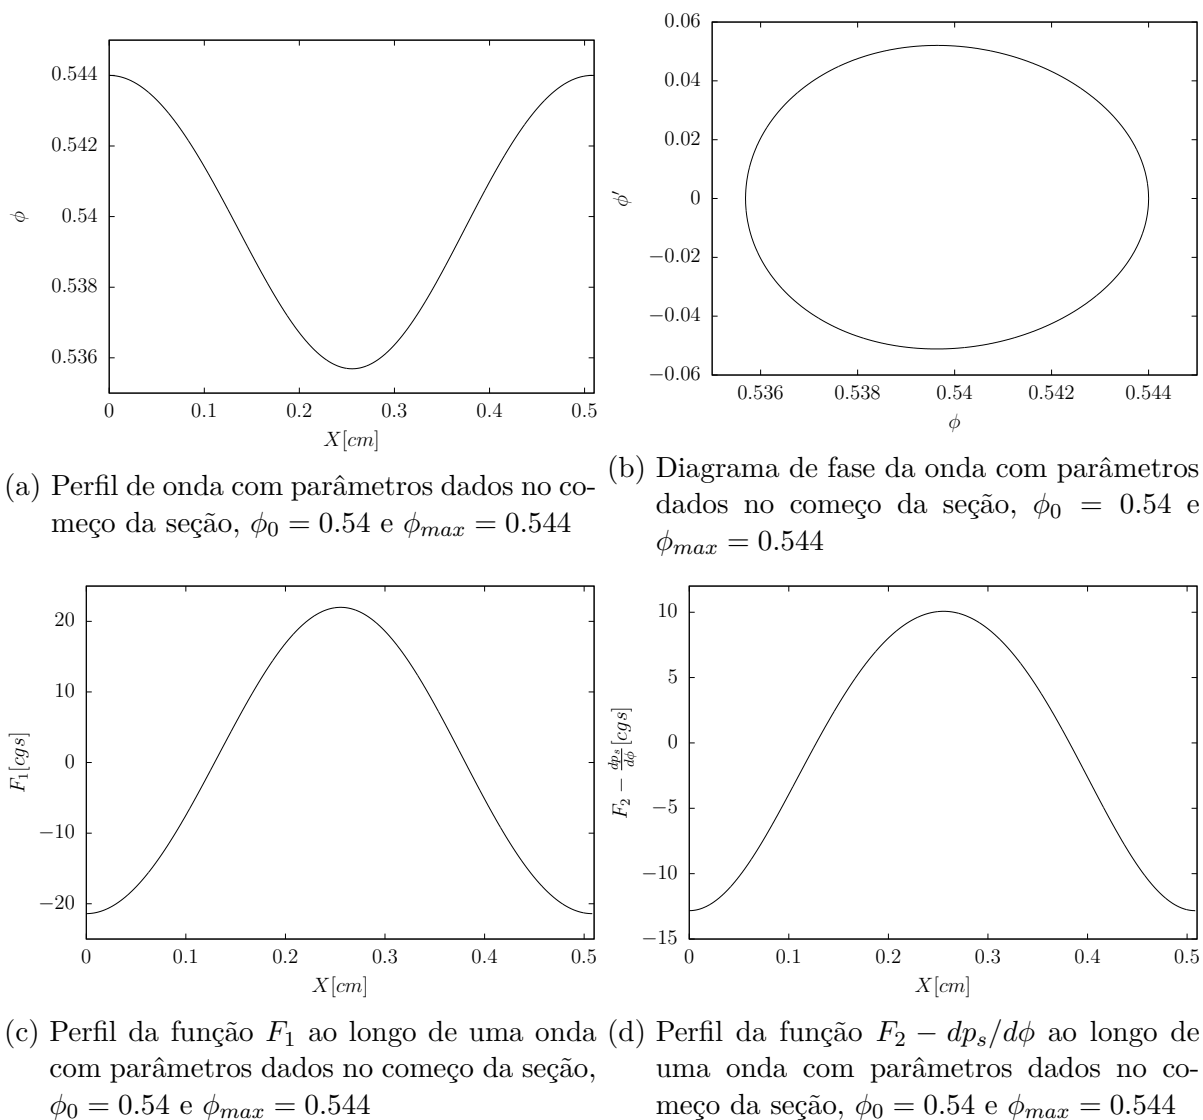 0.544
0.542
0.54
0.538
0.536
ϕ
0 0.1 0.2 0.3 0.4 0.5
X[cm]
(a) Perfil de onda com parâmetros dados no co-
meço da seção, ϕ0 = 0.54 e ϕmax = 0.544
0.06
0.04
0.02
0
−0.02
−0.04
−0.06
ϕ′
0.536 0.538 0.54 0.542 0.544
ϕ
(b) Diagrama de fase da onda com parâmetros
dados no começo da seção, ϕ0 = 0.54 e
ϕmax = 0.544
20
10
0
−10
−20
F1[cgs]
0 0.1 0.2 0.3 0.4 0.5
X[cm]
(c) Perfil da função F1 ao longo de uma onda
com parâmetros dados no começo da seção,
ϕ0 = 0.54 e ϕmax = 0.544
10
5
0
−5
−10
−15
F2 − dps/dϕ[cgs]
0 0.1 0.2 0.3 0.4 0.5
X[cm]
(d) Perfil da função F2 − dps/dϕ ao longo de
uma onda com parâmetros dados no co-
meço da seção, ϕ0 = 0.54 e ϕmax = 0.544